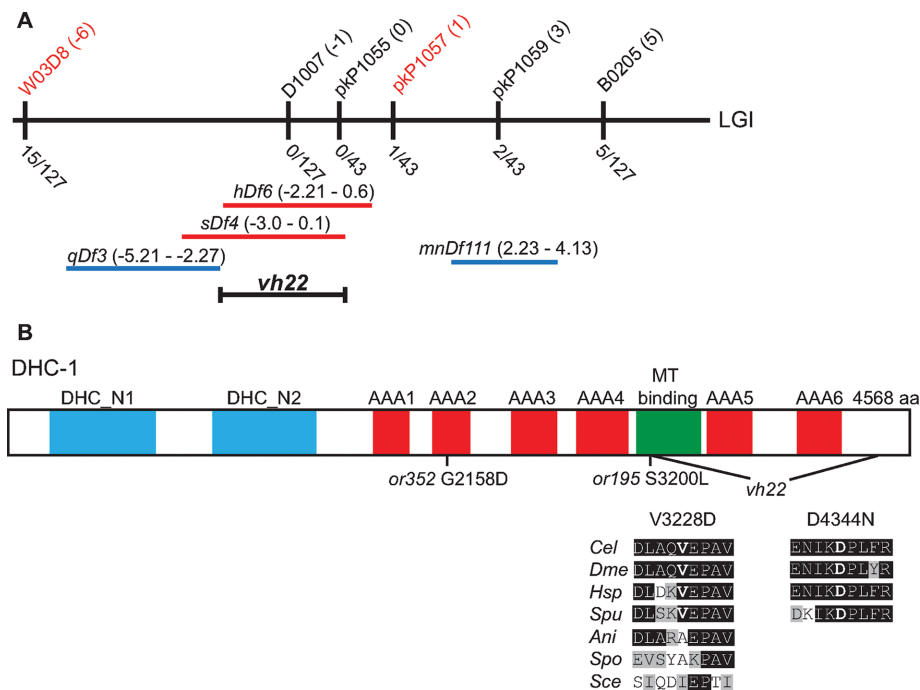 A
W03D8 (-6)
D1007 (-1)
pkP1055 (0)
pkP1057 (1)
pkP1059 (3)
B0205 (5)
LGI
15/127
0/127
0/43
1/43
2/43
5/127
hDf6 (-2.21 - 0.6)
sDf4 (-3.0 - 0.1)
qDf3 (-5.21 - -2.27)
mnDf111 (2.23 - 4.13)
vh22
B
DHC-1
DHC_N1
DHC_N2
AAA1
AAA2
AAA3
AAA4
MT
binding
AAA5
AAA6
4568 aa
or352 G2158D
or195 S3200L
vh22
V3228D
D4344N
Cel DLAQVEPAV ENIKDPLFR
Dme DLAQVEPAV ENIKDPLYR
Hsp DLDKVEPAV ENIKDPLFR
Spu DLSKVEPAV DKIKDPLFR
Ani DLARAEPAV
Spo EVSYAKPAV
Sce SIQDIEPTI